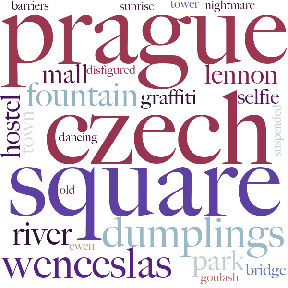 barriers sunrise tower nightmare
prague
mall disfigured lennon
fountain graffiti selfie
hostel town dancing suspended
czech
old square
river ewen dumplings
wenceslas park bridge
goulash